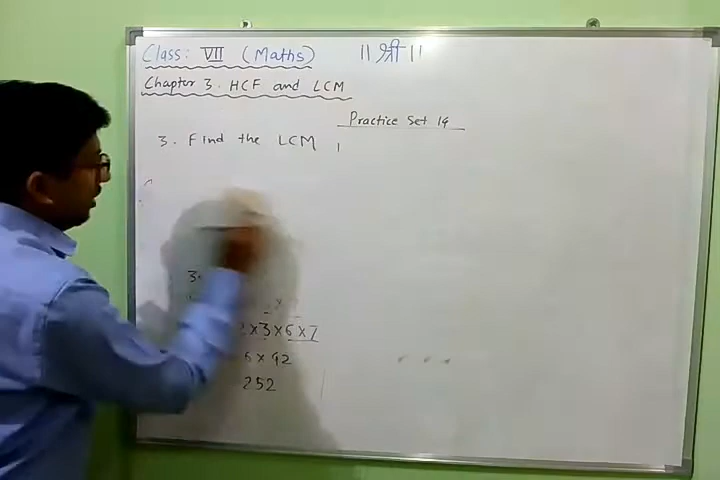 Class: VII (Maths) || श्री ||
Chapter 3. HCF and LCM
Practice Set 14
3. Find the LCM
3.
2 × 3 × 6 × 7
6 × 42
252